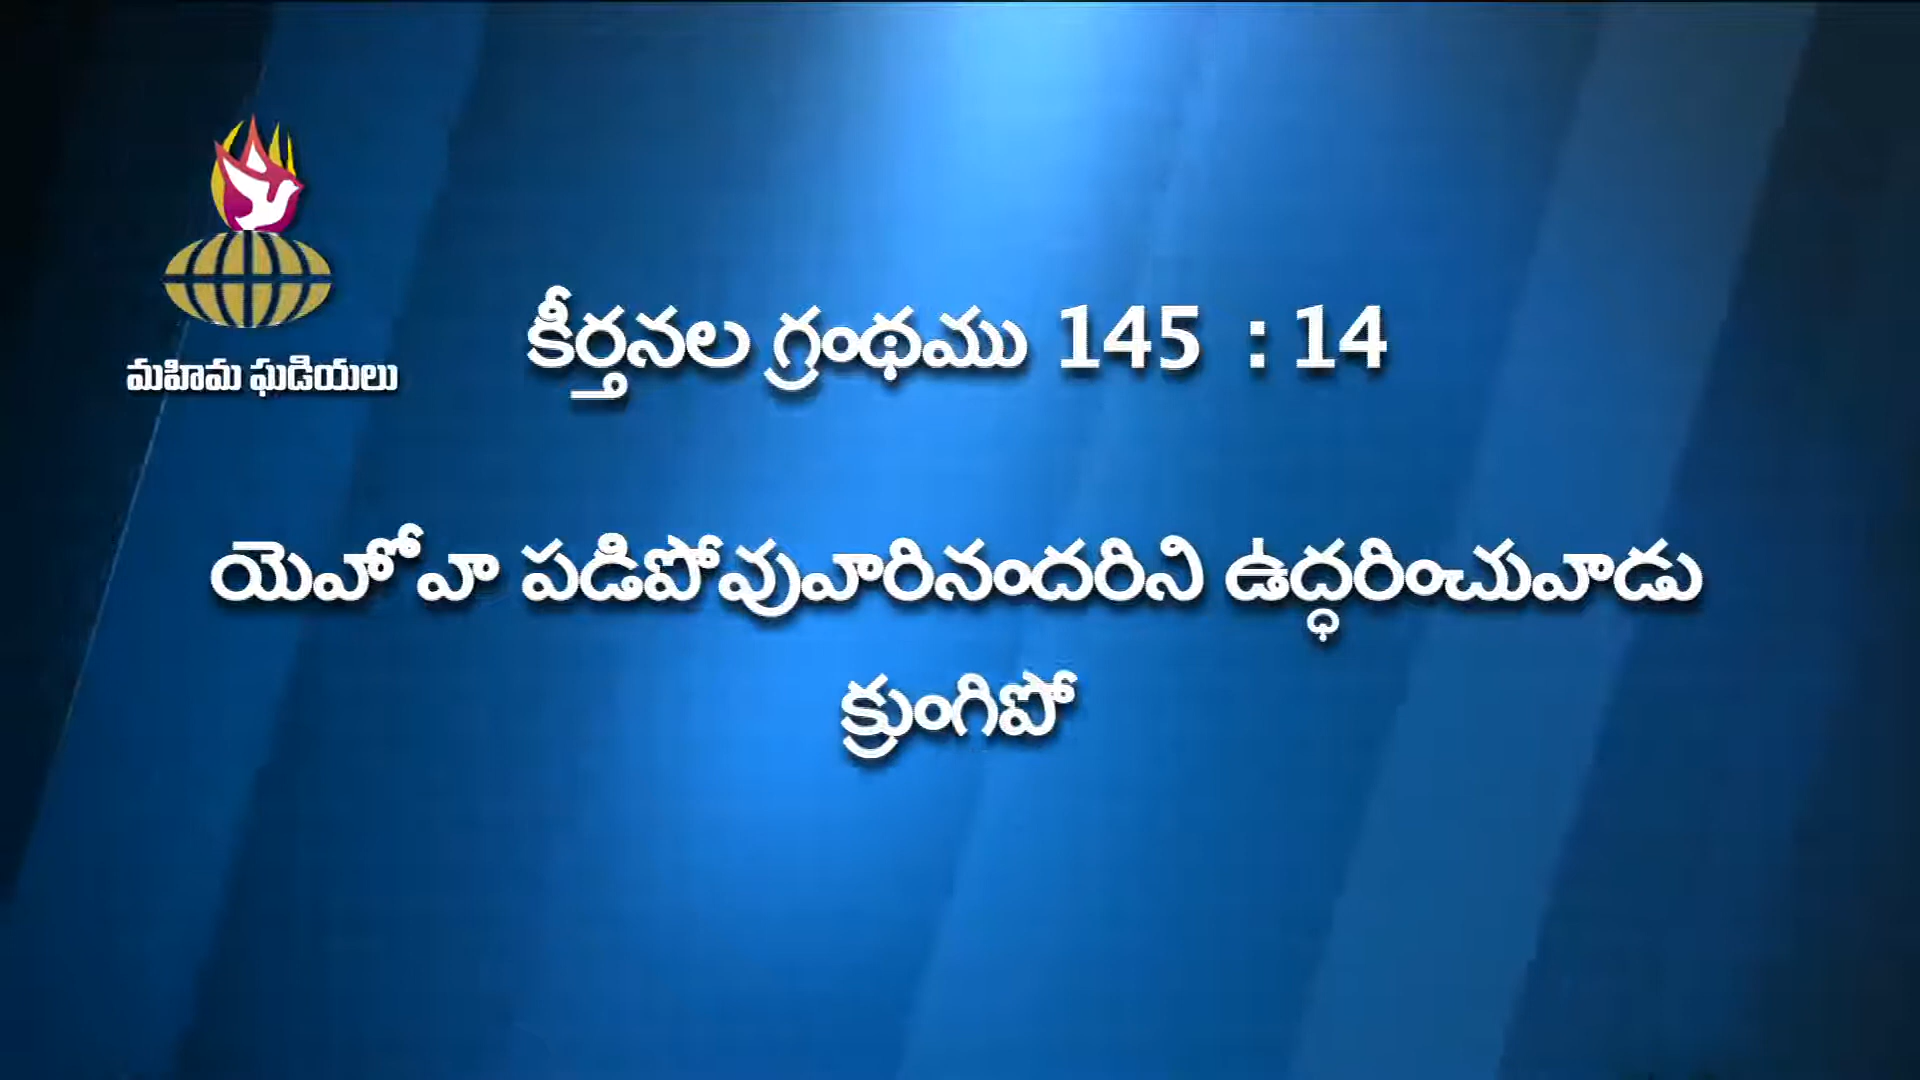 కీర్తనల గ్రంథము 145 : 14
మహిమ ఘడియలు
యెహోవా పడిపోవువారినందరిని ఉద్ధరించువాడు
క్రుంగిపో